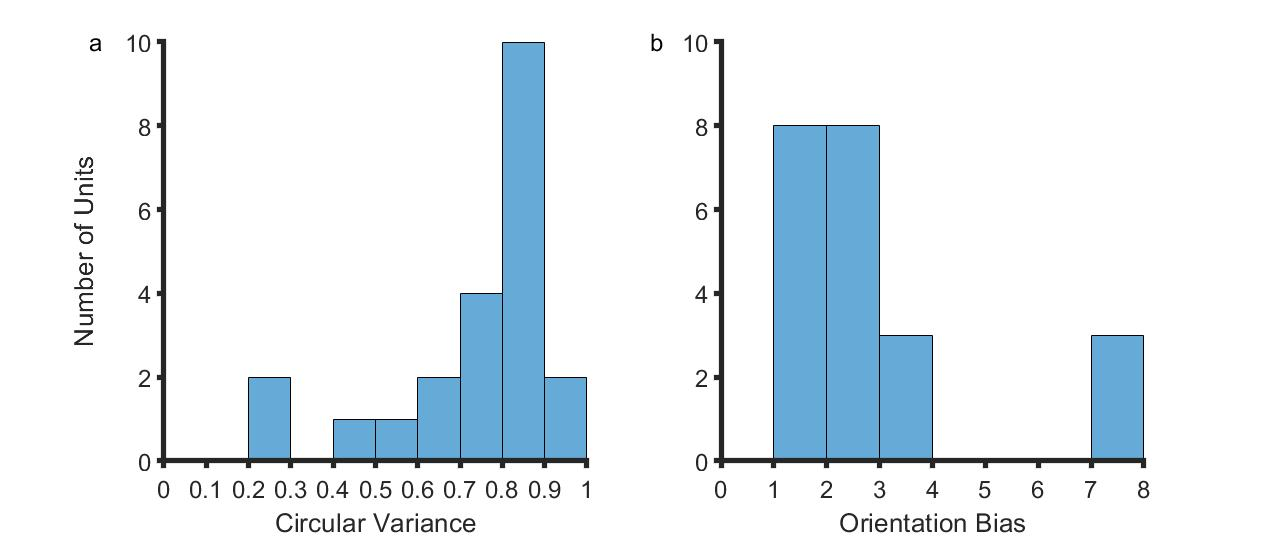 a
10
8
6
4
2
0
Number of Units
0 0.1 0.2 0.3 0.4 0.5 0.6 0.7 0.8 0.9 1
Circular Variance
b
10
8
6
4
2
0
0 1 2 3 4 5 6 7 8
Orientation Bias